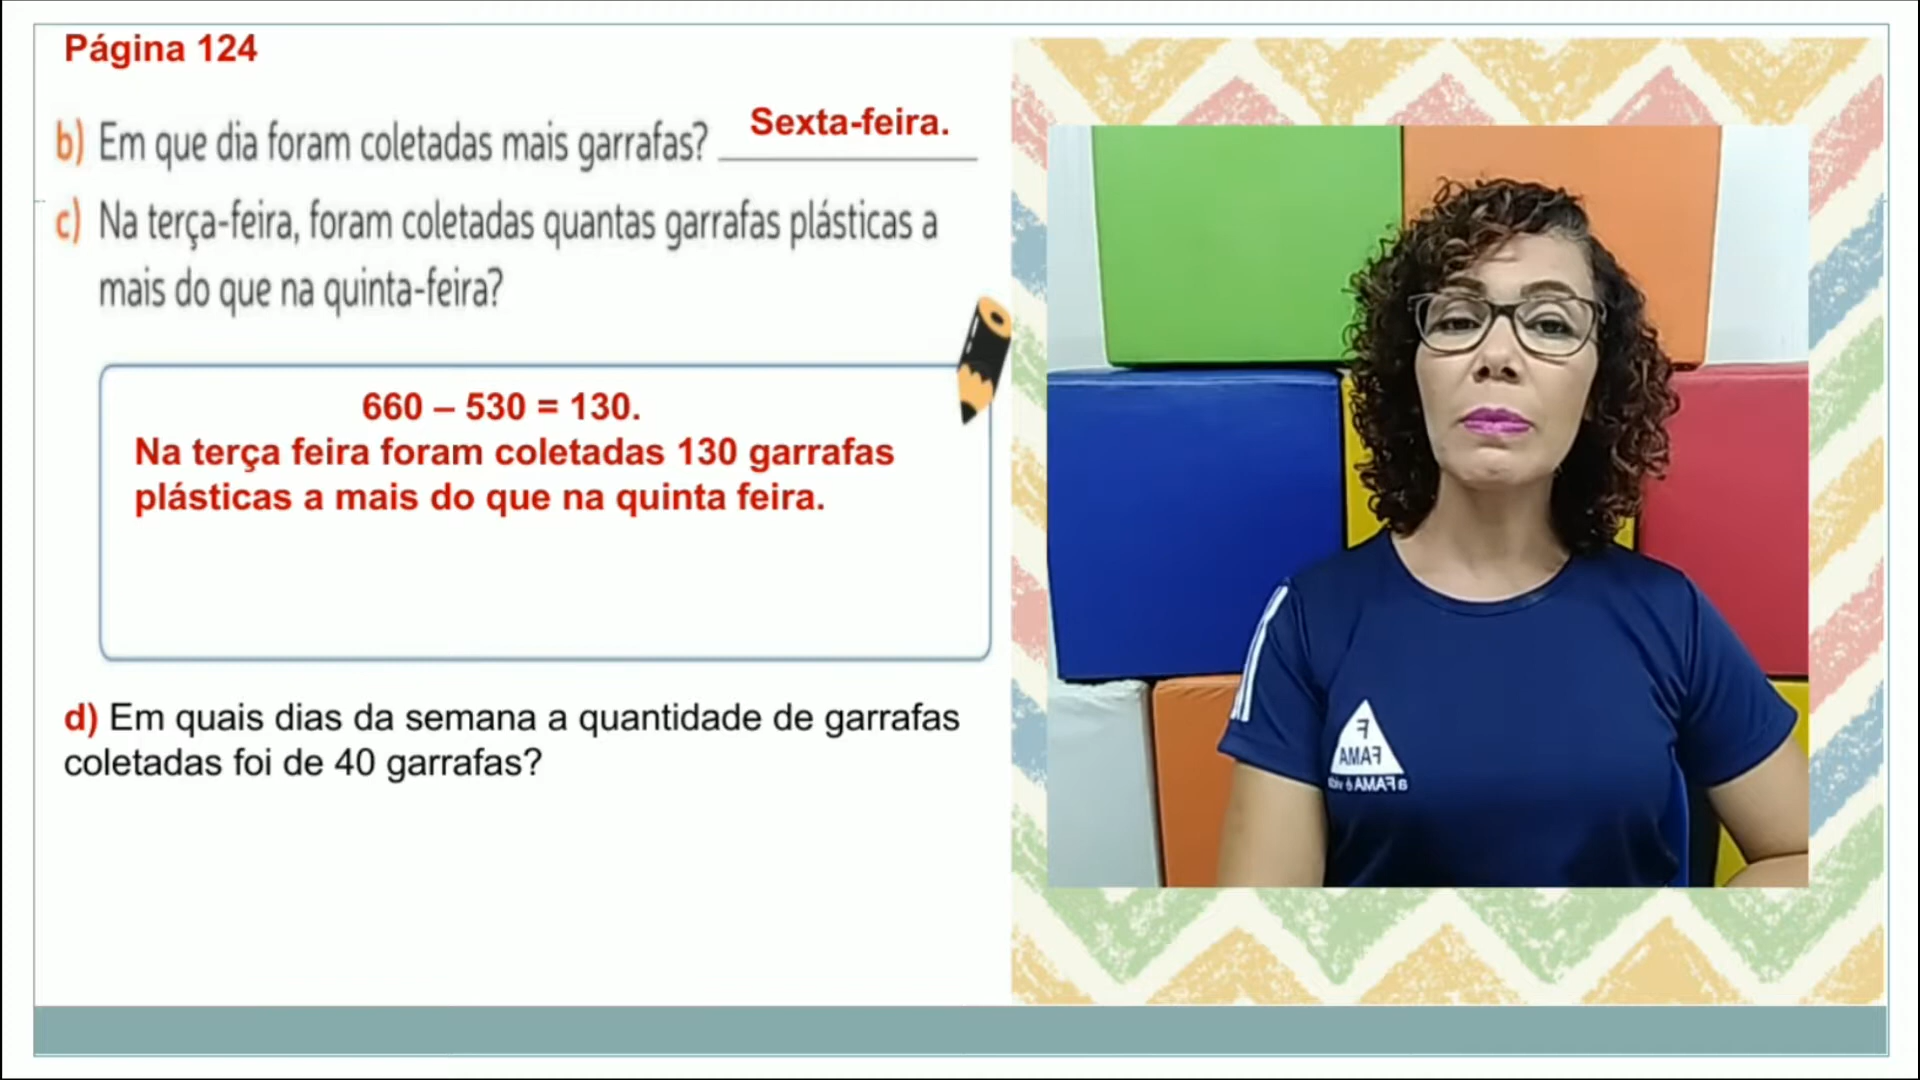 Página 124
b) Em que dia foram coletadas mais garrafas? Sexta-feira.
c) Na terça-feira, foram coletadas quantas garrafas plásticas a
mais do que na quinta-feira?
660 – 530 = 130.
Na terça feira foram coletadas 130 garrafas
plásticas a mais do que na quinta feira.
d) Em quais dias da semana a quantidade de garrafas
coletadas foi de 40 garrafas?
F
FAMA
a FAMA é